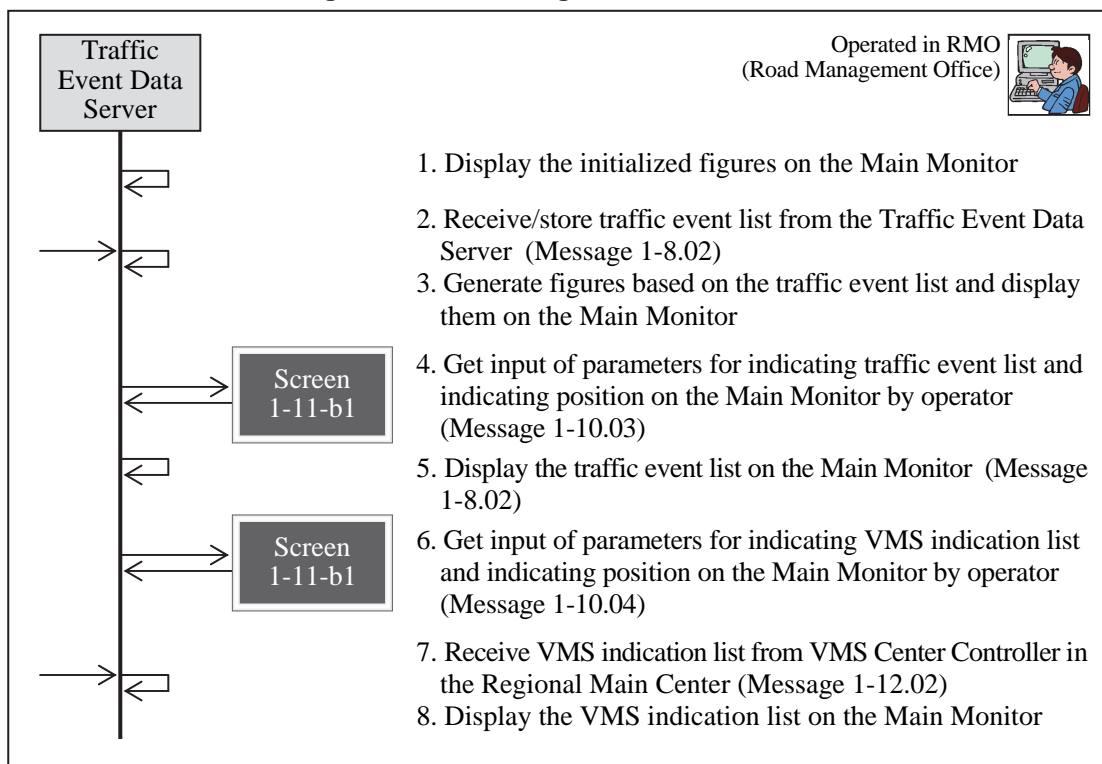 Traffic
Event Data
Server
Operated in RMO
(Road Management Office)
1. Display the initialized figures on the Main Monitor
2. Receive/store traffic event list from the Traffic Event Data
Server (Message 1-8.02)
3. Generate figures based on the traffic event list and display
them on the Main Monitor
Screen
1-11-b1
4. Get input of parameters for indicating traffic event list and
indicating position on the Main Monitor by operator
(Message 1-10.03)
5. Display the traffic event list on the Main Monitor (Message
1-8.02)
Screen
1-11-b1
6. Get input of parameters for indicating VMS indication list
and indicating position on the Main Monitor by operator
(Message 1-10.04)
7. Receive VMS indication list from VMS Center Controller in
the Regional Main Center (Message 1-12.02)
8. Display the VMS indication list on the Main Monitor